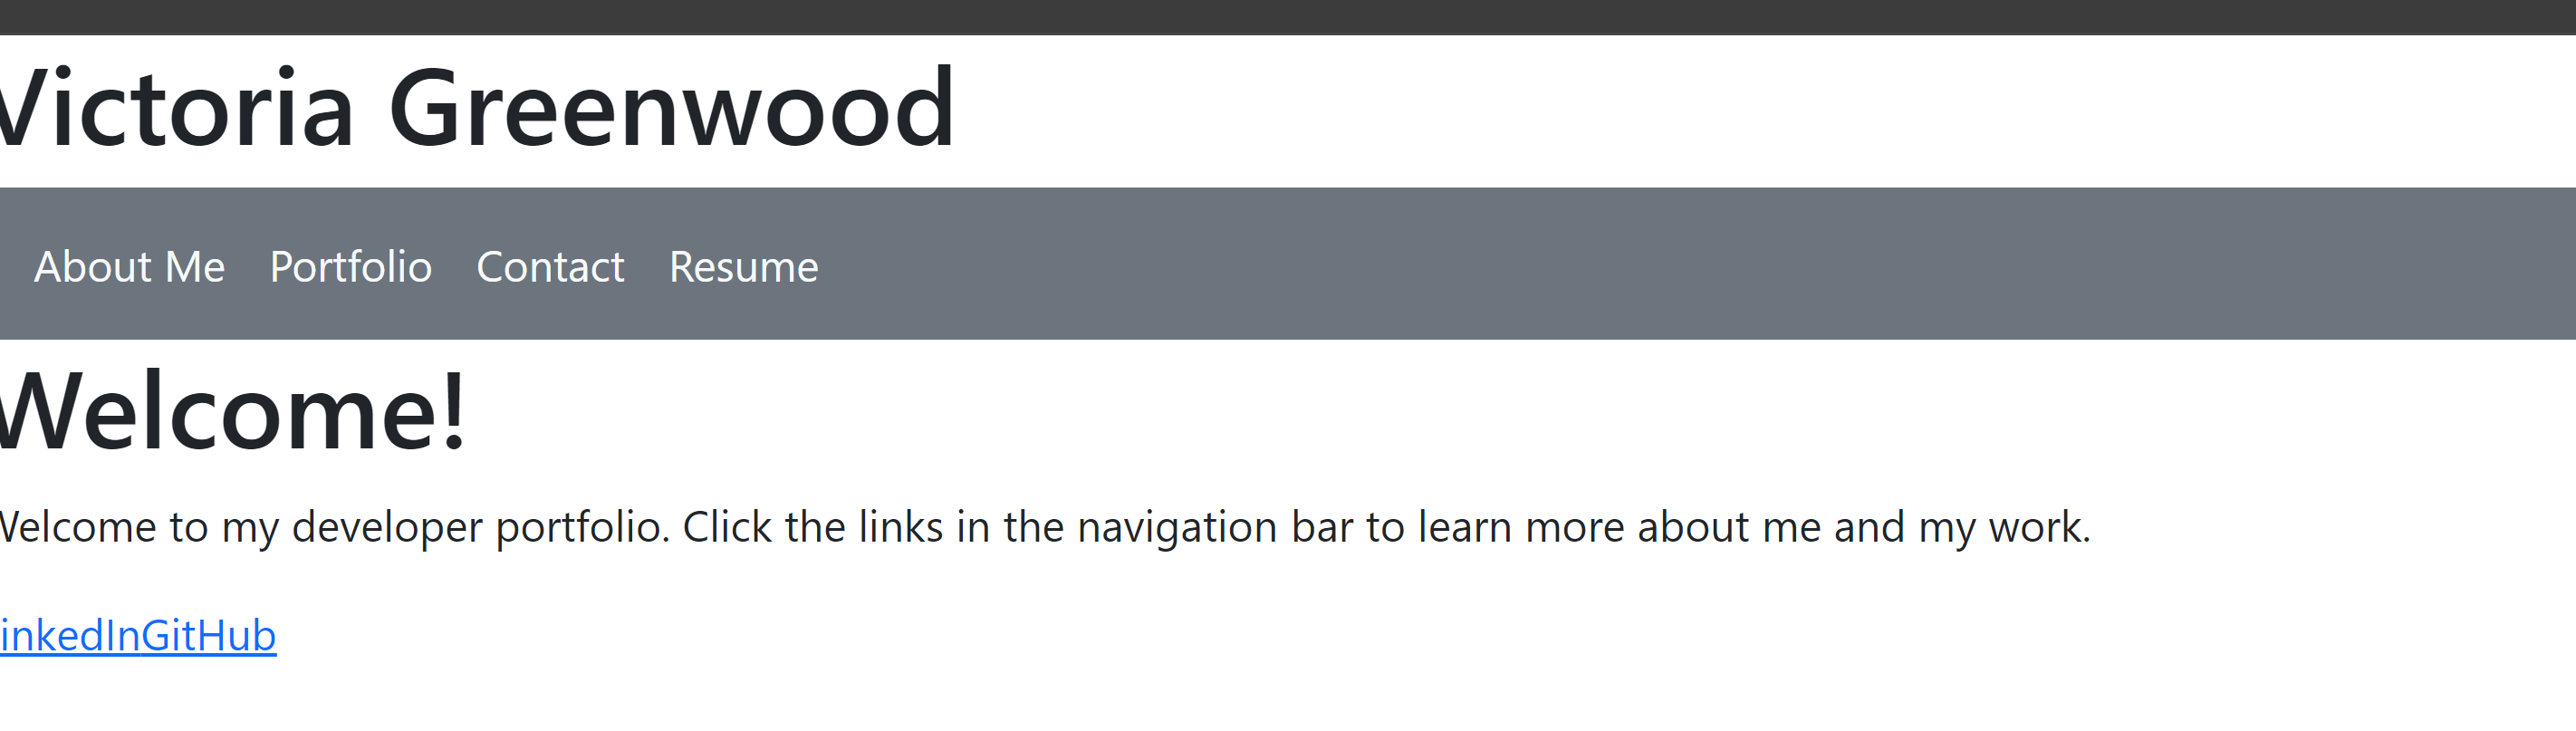 Victoria Greenwood
About Me Portfolio Contact Resume
Welcome!
Welcome to my developer portfolio. Click the links in the navigation bar to learn more about me and my work.
inkedInGitHub